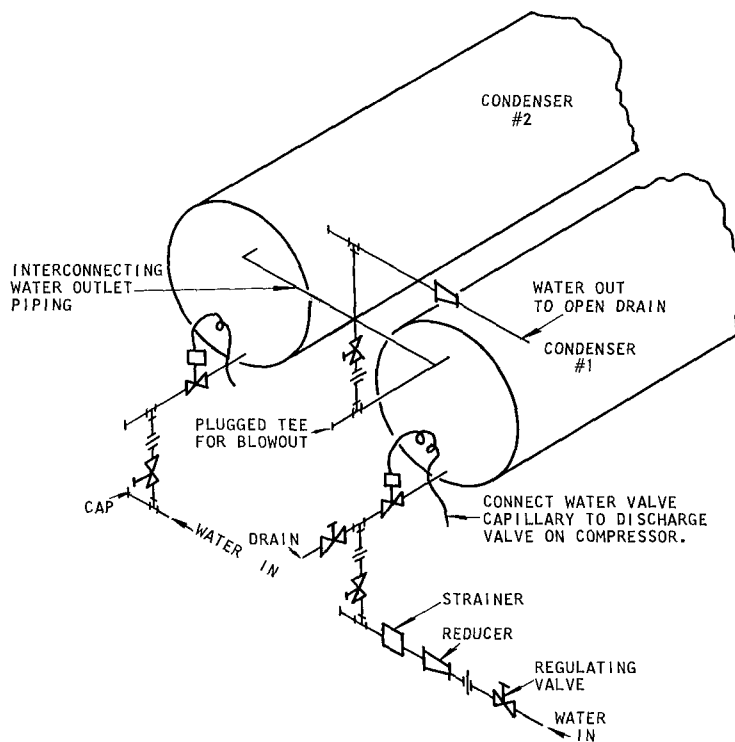 CONDENSER
#2
INTERCONNECTING
WATER OUTLET
PIPING
WATER OUT
TO OPEN DRAIN
CONDENSER
#1
PLUGGED TEE
FOR BLOWOUT
CAP
WATER
IN
DRAIN
CONNECT WATER VALVE
CAPILLARY TO DISCHARGE
VALVE ON COMPRESSOR.
STRAINER
REDUCER
REGULATING
VALVE
WATER
IN